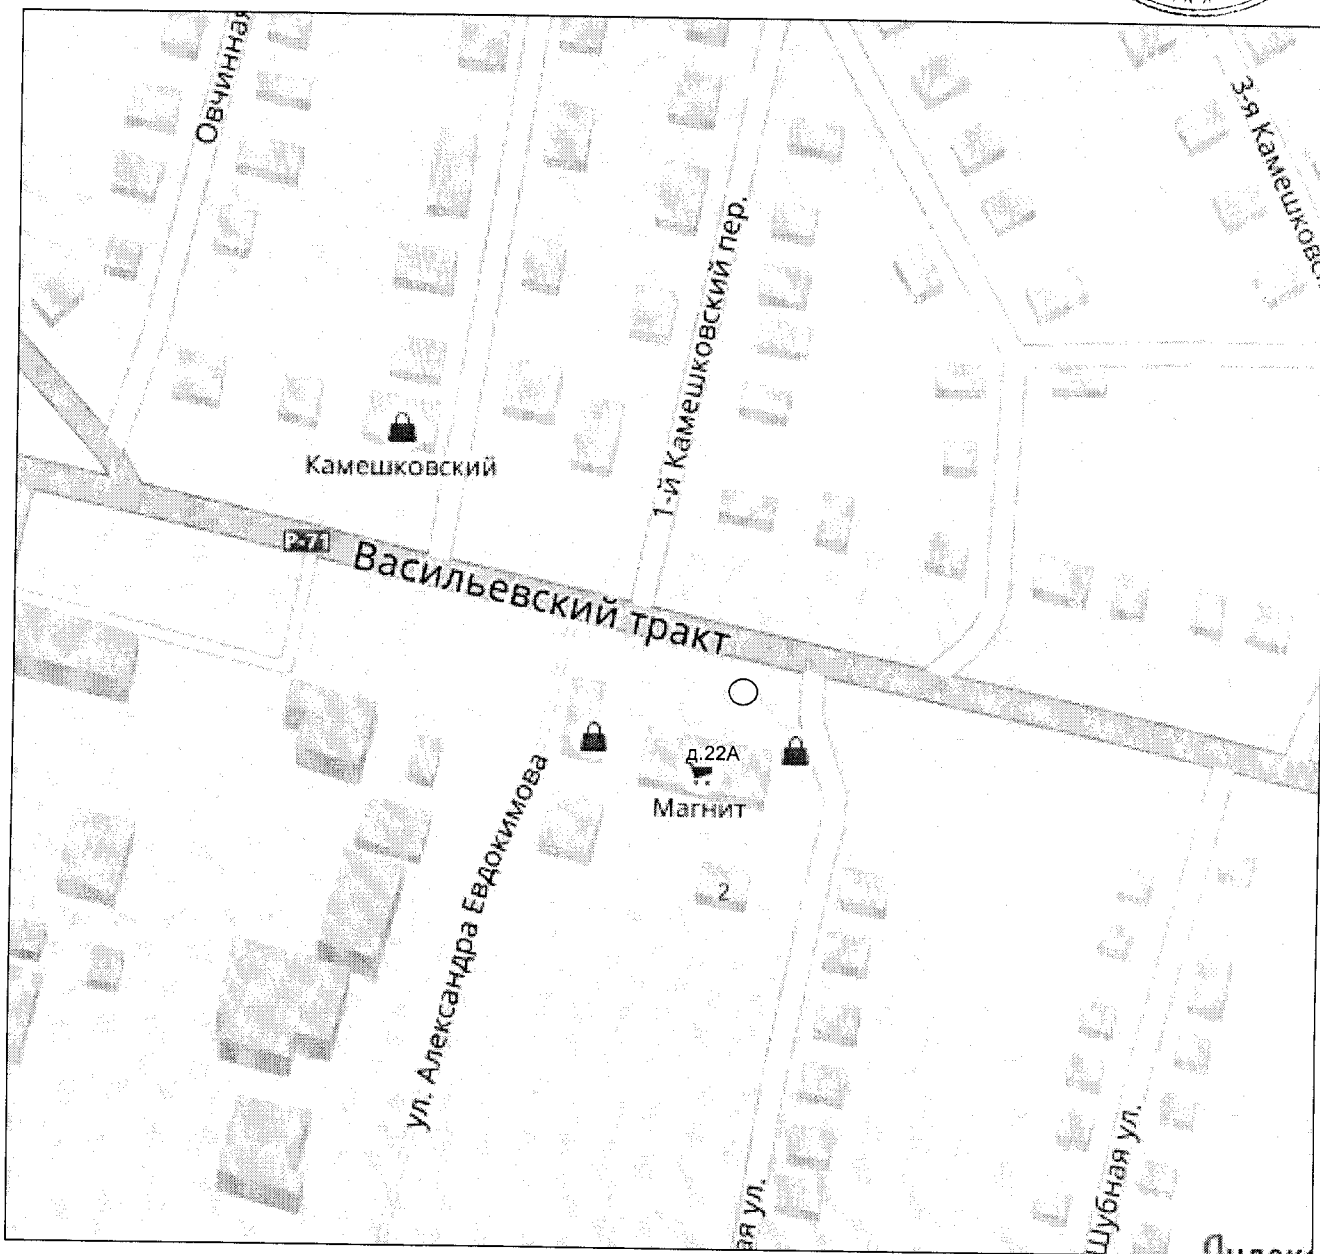 Овчинная
3-я Камешковс
1-й Камешковский пер.
Камешковский
Р-71
Васильевский тракт
д.22А
Магнит
ул. Александра Евдокимова
2
ая ул.
Шубная ул.